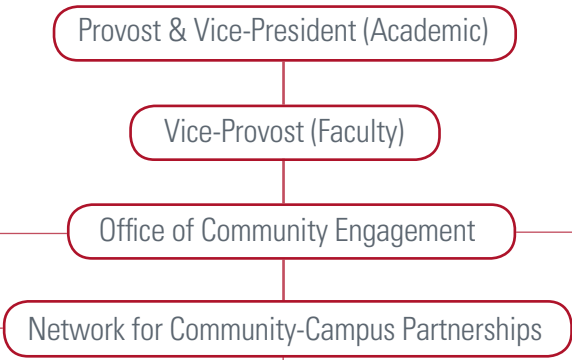 Provost & Vice-President (Academic)
Vice-Provost (Faculty)
Office of Community Engagement
Network for Community-Campus Partnerships